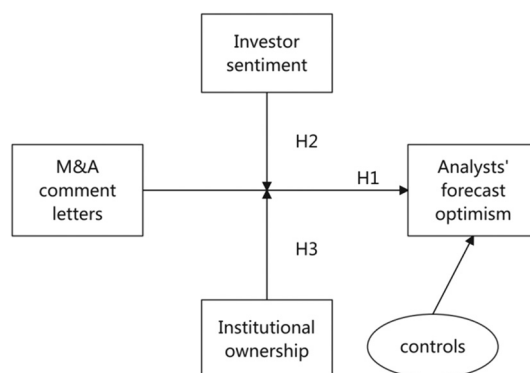 Investor
sentiment
H2
M&A
comment
letters
H1
Analysts'
forecast
optimism
H3
Institutional
ownership
controls